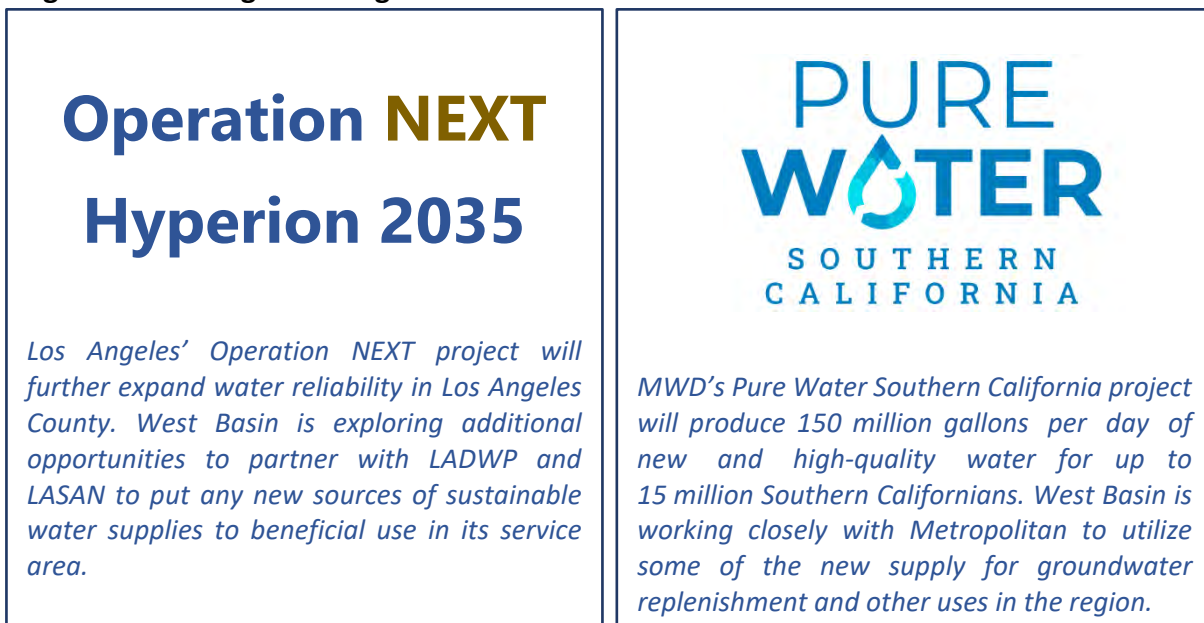 Operation NEXT
Hyperion 2035
Los Angeles’ Operation NEXT project will
further expand water reliability in Los Angeles
County. West Basin is exploring additional
opportunities to partner with LADWP and
LASAN to put any new sources of sustainable
water supplies to beneficial use in its service
area.
PURE
WATER
SOUTHERN
CALIFORNIA
MWD’s Pure Water Southern California project
will produce 150 million gallons per day of
new and high-quality water for up to
15 million Southern Californians. West Basin is
working closely with Metropolitan to utilize
some of the new supply for groundwater
replenishment and other uses in the region.